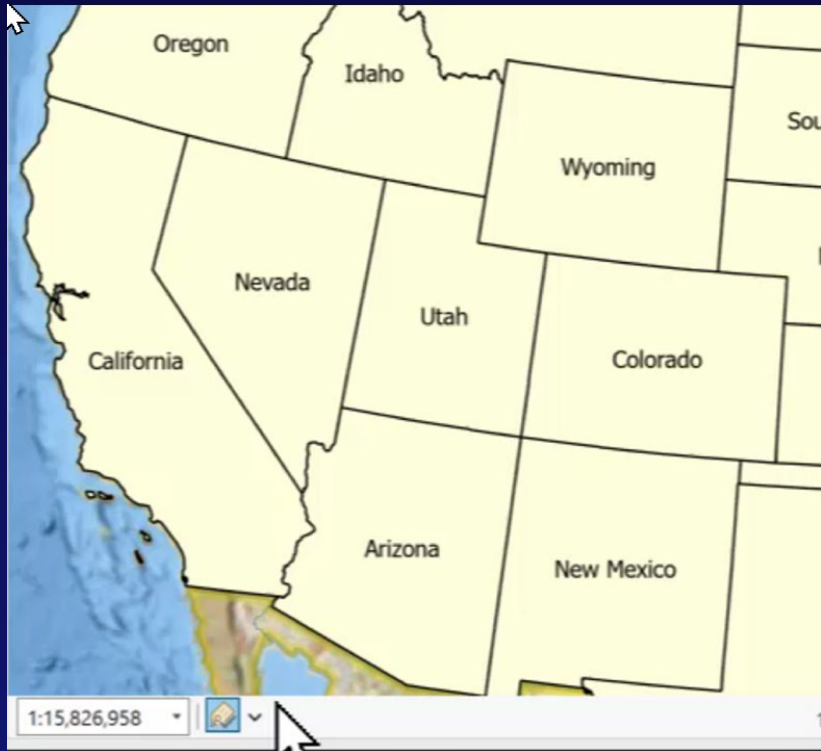 Oregon
Idaho
Sou
Wyoming
Nevada
Utah
California
Colorado
Arizona
New Mexico
1:15,826,958